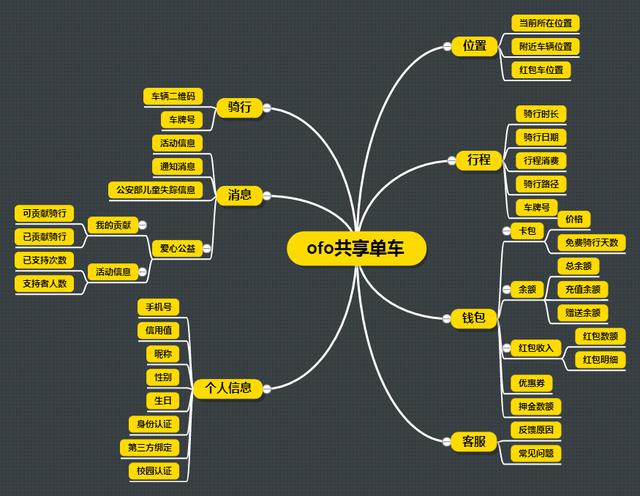 ofo共享单车
位置
当前所在位置
附近车辆位置
红包车位置
行程
骑行时长
骑行日期
行程消费
骑行路径
车牌号
钱包
卡包
价格
免费骑行天数
余额
总余额
充值余额
赠送余额
红包收入
红包数额
红包明细
优惠券
押金数额
客服
反馈原因
常见问题
骑行
车辆二维码
车牌号
消息
活动信息
通知消息
公安部儿童失踪信息
爱心公益
我的贡献
可贡献骑行
已贡献骑行
活动信息
已支持次数
支持者人数
个人信息
手机号
信用值
昵称
性别
生日
身份认证
第三方绑定
校园认证